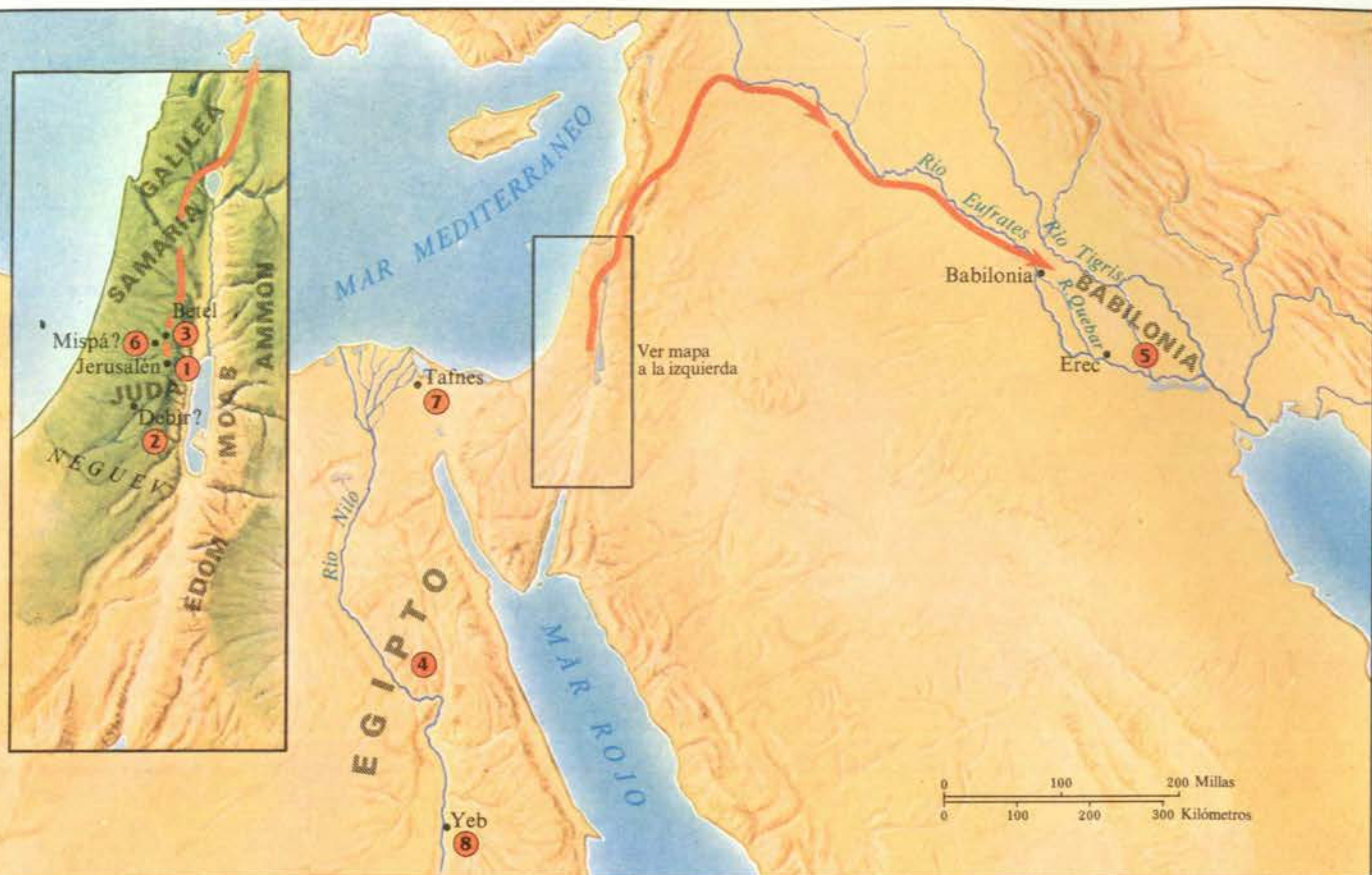 GALILEA
SAMARIA
Betel
Mispá? 6 3
Jerusalén 1
JUDA
Debir?
2
NEGUEV
MOAB
AMMON
EDOM
MAR MEDITERRANEO
Ver mapa
a la izquierda
Tafnes
7
Río Nilo
EGIPTO
4
Yeb
8
MAR ROJO
Río Eufrates
Río Tigris
Babilonia
R. Quebar
BABILONIA
Erec
5
0 100 200 Millas
0 100 200 300 Kilómetros